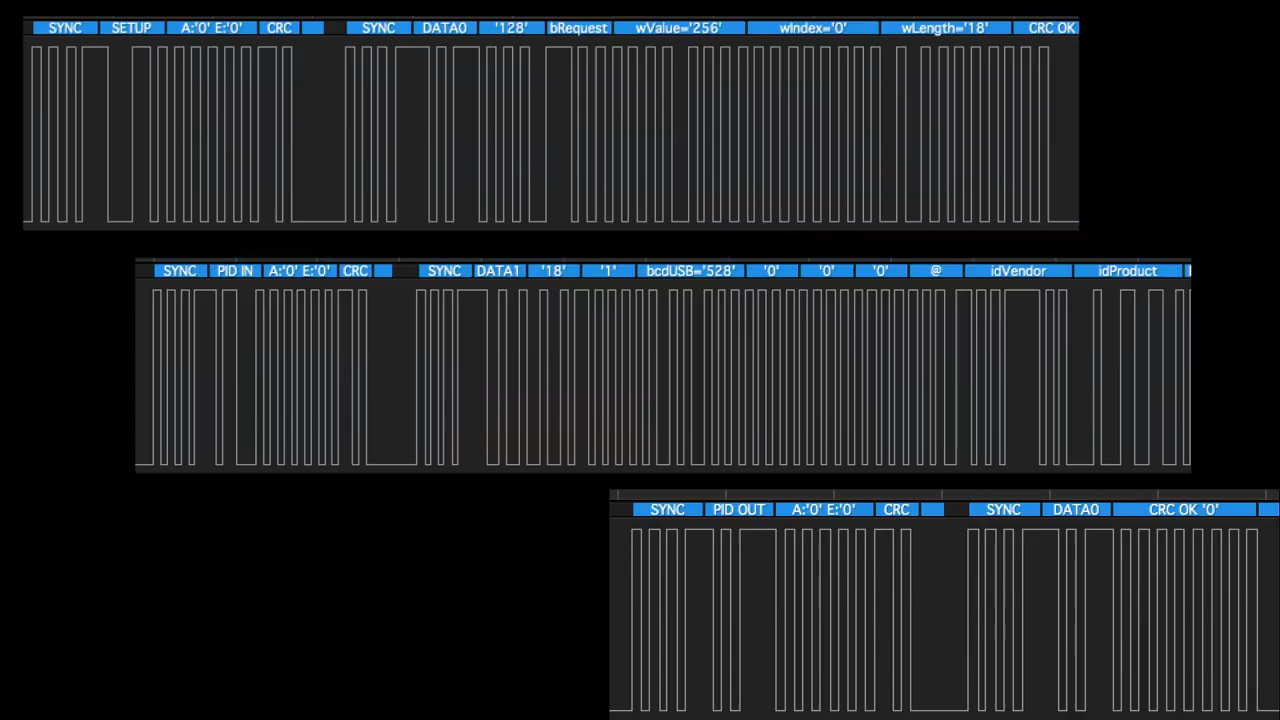 SYNC SETUP A:'0' E:'0' CRC SYNC DATA0 '128' bRequest wValue='256' wIndex='0' wLength='18' CRC OK
SYNC PID IN A:'0' E:'0' CRC SYNC DATA1 '18' '1' bcdUSB='528' '0' '0' '0' @ idVendor idProduct
SYNC PID OUT A:'0' E:'0' CRC SYNC DATA0 CRC OK '0'